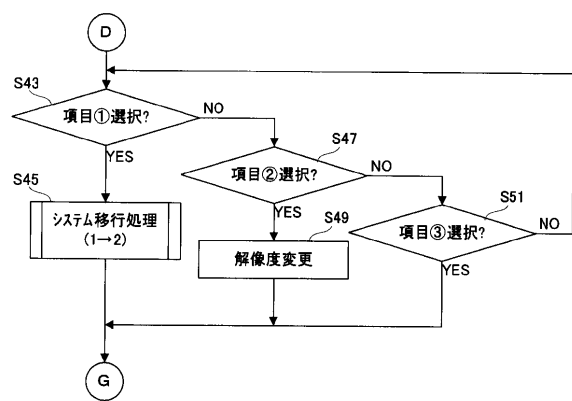 D
S43
項目①選択?
NO
YES
S47
項目②選択?
NO
YES
S45
システム移行処理
(1→2)
S49
解像度変更
S51
項目③選択?
NO
YES
G